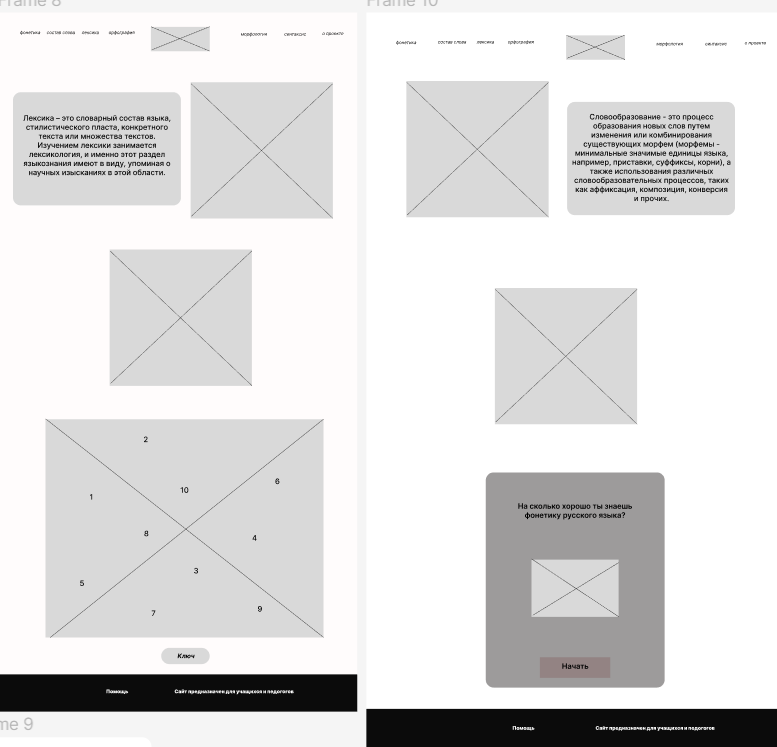 Frame 8
фонетика состав слова лексика орфография морфология синтаксис о проекте
Лексика – это словарный состав языка,
стилистического пласта, конкретного
текста или множества текстов.
Изучением лексики занимается
лексикология, и именно этот раздел
языкознания имеют в виду, упоминая о
научных изысканиях в этой области.
2
6
10
1
8
4
3
5
9
7
Ключ
Помощь Сайт предназначен для учащихся и педогогов
me 9
Frame 10
фонетика состав слова лексика орфография морфология синтаксис о проекте
Словообразование - это процесс
образования новых слов путем
изменения или комбинирования
существующих морфем (морфемы -
минимальные значимые единицы языка,
например, приставки, суффиксы, корни), а
также использования различных
словообразовательных процессов, таких
как аффиксация, композиция, конверсия
и прочих.
На сколько хорошо ты знаешь
фонетику русского языка?
Начать
Помощь Сайт предназначен для учащихся и педогогов